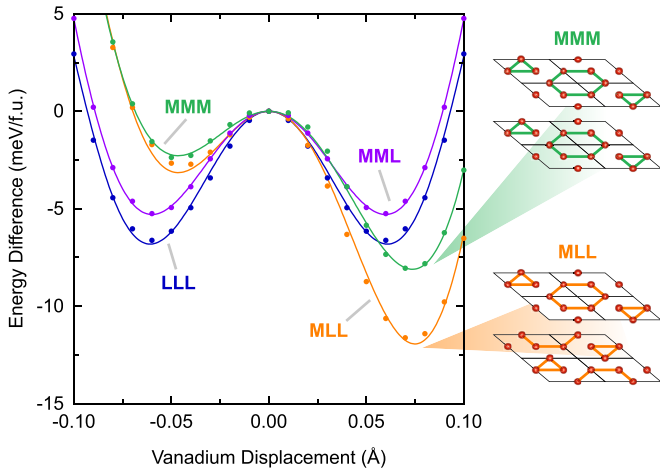 5
0
-5
-10
-15
-0.10
-0.05
0.00
0.05
0.10
Energy Difference (meV/f.u.)
Vanadium Displacement (Å)
MMM
MML
LLL
MLL
MMM
MLL